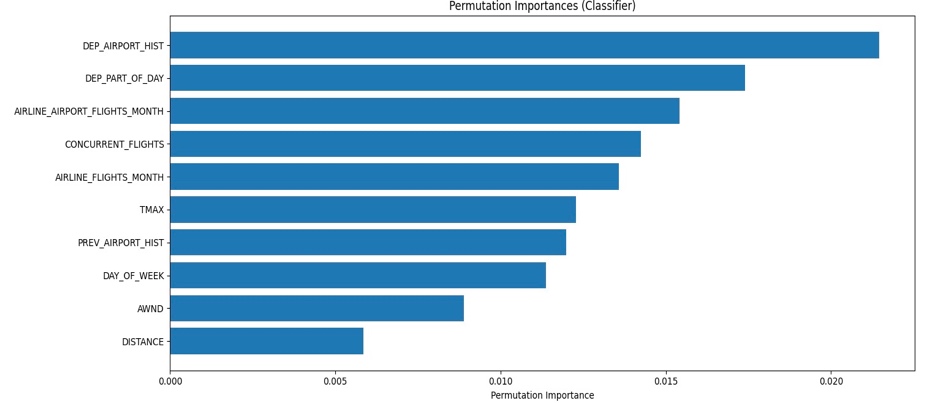 Permutation Importances (Classifier)
DEP_AIRPORT_HIST
DEP_PART_OF_DAY
AIRLINE_AIRPORT_FLIGHTS_MONTH
CONCURRENT_FLIGHTS
AIRLINE_FLIGHTS_MONTH
TMAX
PREV_AIRPORT_HIST
DAY_OF_WEEK
AWND
DISTANCE
0.000 0.005 0.010 0.015 0.020
Permutation Importance